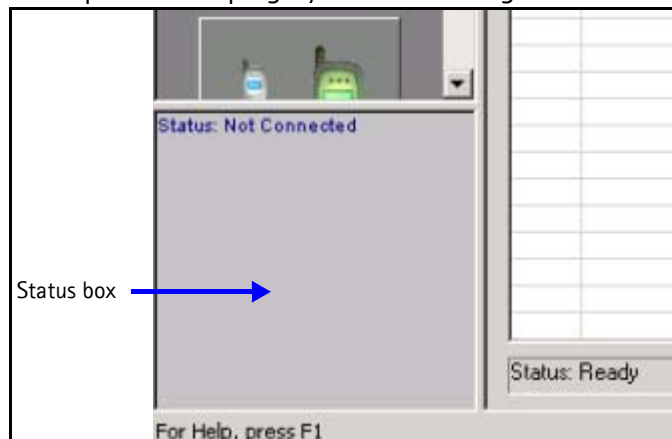 Status: Not Connected
Status box
Status: Ready
For Help, press F1